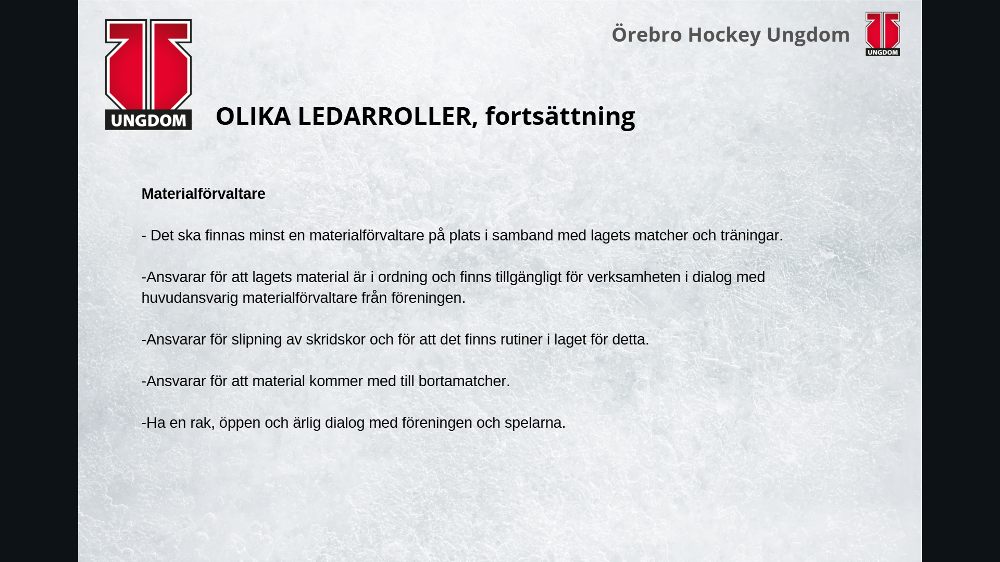 Örebro Hockey Ungdom
UNGDOM
UNGDOM
OLIKA LEDARROLLER, fortsättning
Materialförvaltare
- Det ska finnas minst en materialförvaltare på plats i samband med lagets matcher och träningar.
-Ansvarar för att lagets material är i ordning och finns tillgängligt för verksamheten i dialog med
huvudansvarig materialförvaltare från föreningen.
-Ansvarar för slipning av skridskor och för att det finns rutiner i laget för detta.
-Ansvarar för att material kommer med till bortamatcher.
-Ha en rak, öppen och ärlig dialog med föreningen och spelarna.